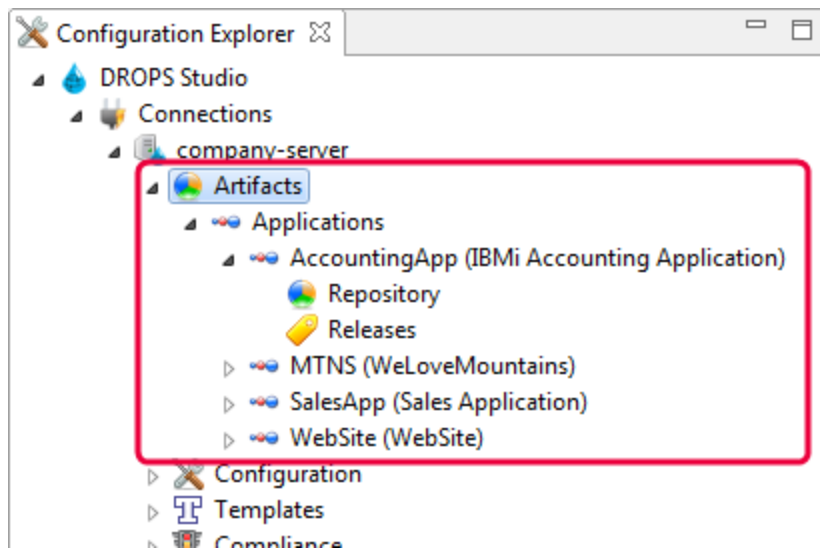 Configuration Explorer
DROPS Studio
Connections
company-server
Artifacts
Applications
AccountingApp (IBMi Accounting Application)
Repository
Releases
MTNS (WeLoveMountains)
SalesApp (Sales Application)
WebSite (WebSite)
Configuration
Templates
Compliance